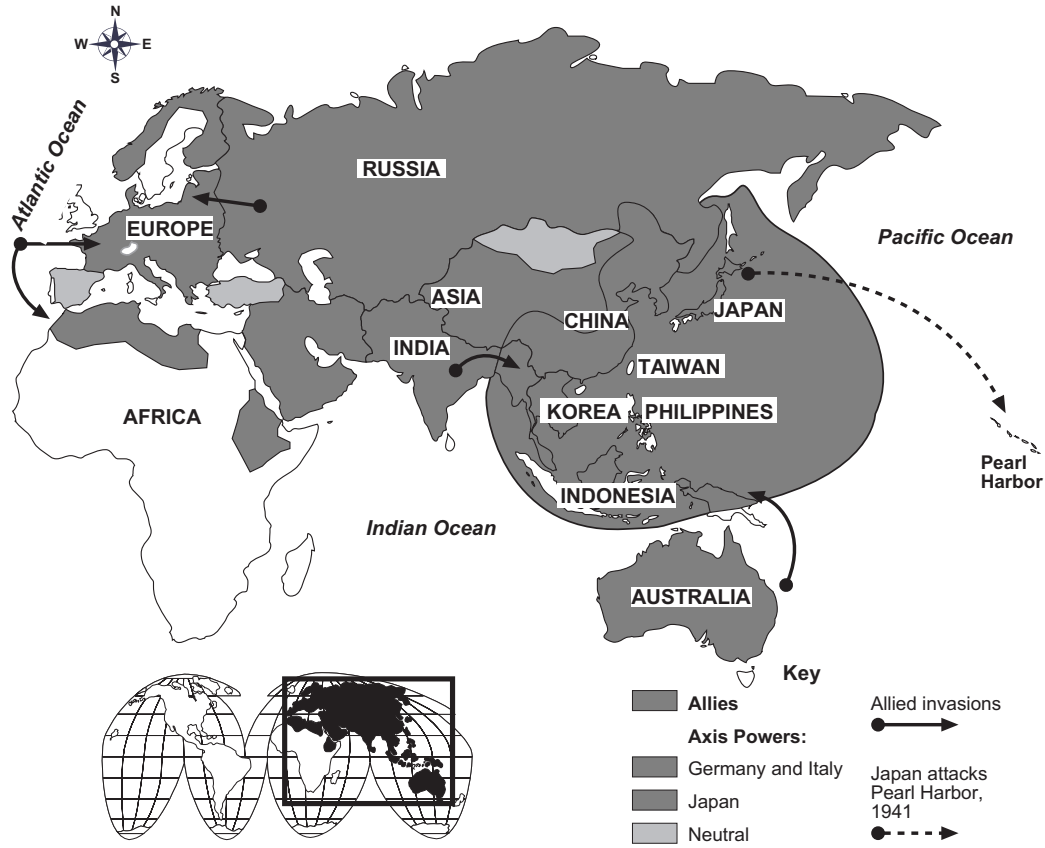 N
W E
S
Atlantic Ocean
RUSSIA
EUROPE
Pacific Ocean
ASIA
JAPAN
CHINA
INDIA
TAIWAN
AFRICA
KOREA
PHILIPPINES
Pearl
Harbor
INDONESIA
Indian Ocean
AUSTRALIA
Key
Allies
Axis Powers:
Germany and Italy
Japan
Neutral
Allied invasions
Japan attacks
Pearl Harbor,
1941